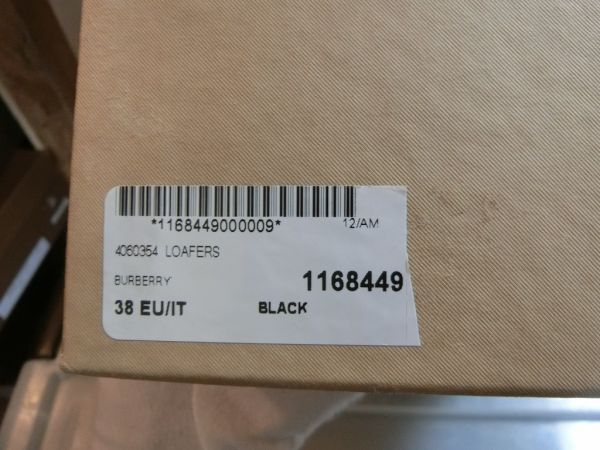 *1168449000009*
12/AM
4060354 LOAFERS
BURBERRY
1168449
38 EU/IT
BLACK